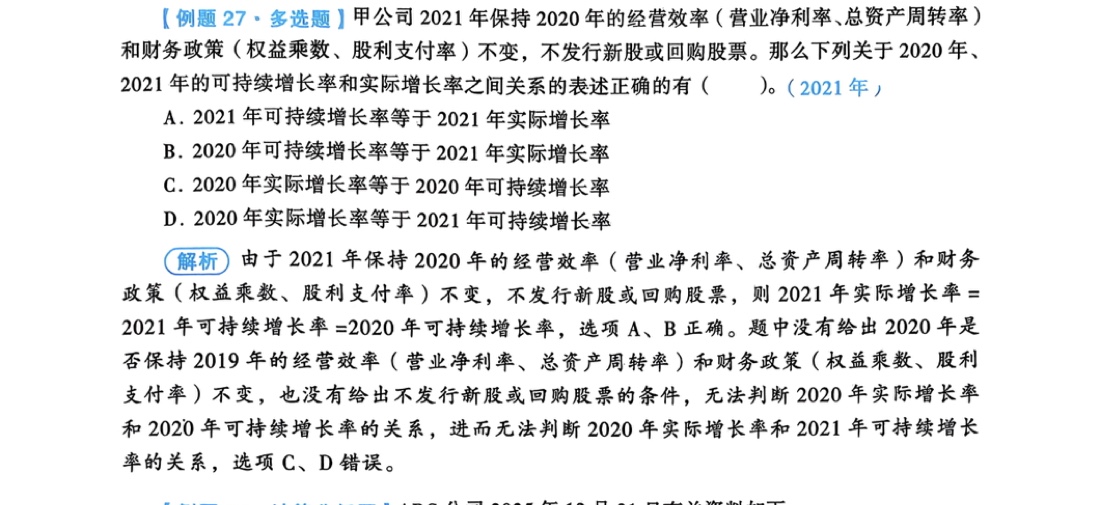 【例题 27·多选题】甲公司 2021 年保持 2020 年的经营效率（营业净利率、总资产周转率）
和财务政策（权益乘数、股利支付率）不变，不发行新股或回购股票。那么下列关于 2020 年、
2021 年的可持续增长率和实际增长率之间关系的表述正确的有（　　）。（2021 年）
A. 2021 年可持续增长率等于 2021 年实际增长率
B. 2020 年可持续增长率等于 2021 年实际增长率
C. 2020 年实际增长率等于 2020 年可持续增长率
D. 2020 年实际增长率等于 2021 年可持续增长率
解析 由于 2021 年保持 2020 年的经营效率（营业净利率、总资产周转率）和财务
政策（权益乘数、股利支付率）不变，不发行新股或回购股票，则 2021 年实际增长率 =
2021 年可持续增长率 =2020 年可持续增长率，选项 A、B 正确。题中没有给出 2020 年是
否保持 2019 年的经营效率（营业净利率、总资产周转率）和财务政策（权益乘数、股利
支付率）不变，也没有给出不发行新股或回购股票的条件，无法判断 2020 年实际增长率
和 2020 年可持续增长率的关系，进而无法判断 2020 年实际增长率和 2021 年可持续增长
率的关系，选项 C、D 错误。